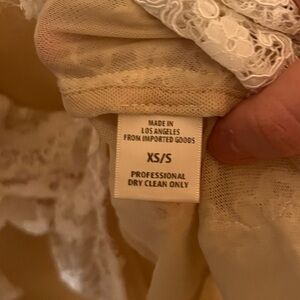 MADE IN
LOS ANGELES
FROM IMPORTED GOODS
XS/S
PROFESSIONAL
DRY CLEAN ONLY